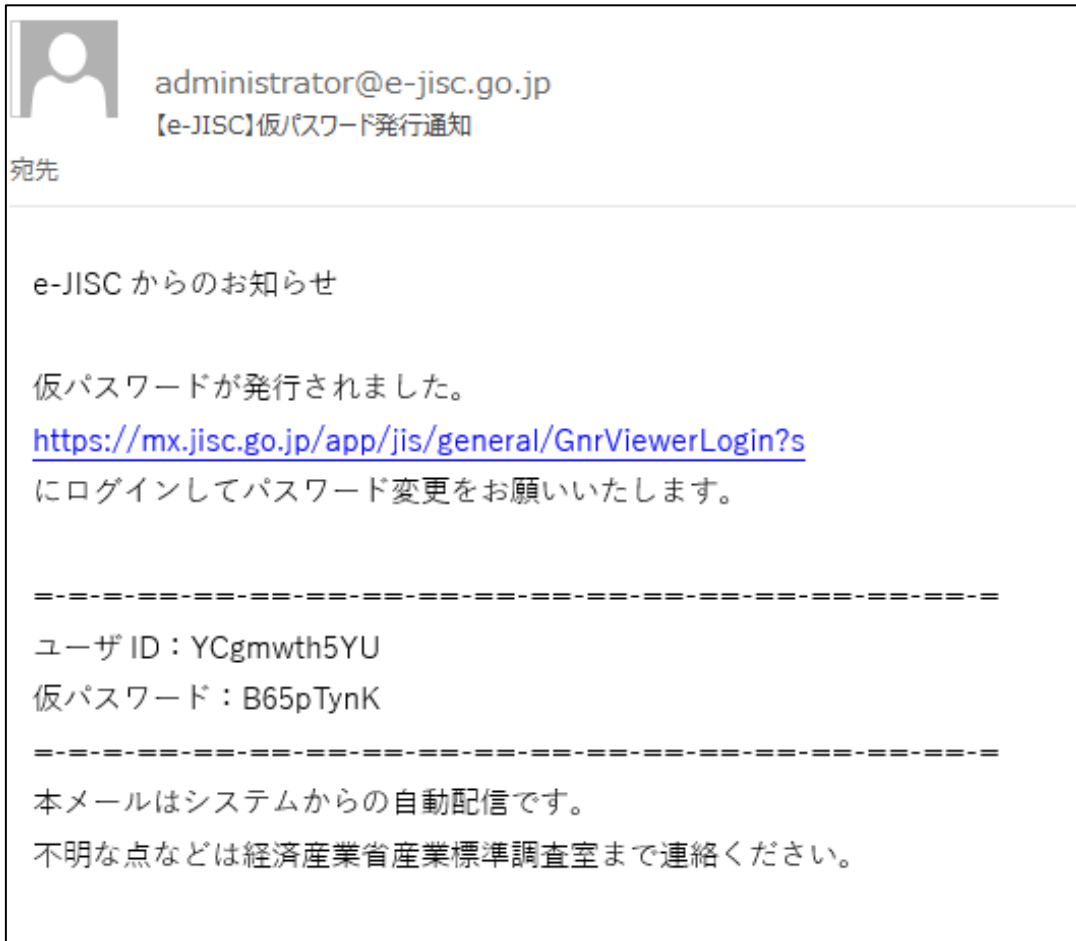 administrator@e-jisc.go.jp
【e-JISC】仮パスワード発行通知
宛先
e-JISC からのお知らせ
仮パスワードが発行されました。
https://mx.jisc.go.jp/app/jis/general/GnrViewerLogin?s
にログインしてパスワード変更をお願いいたします。
=-=-=-==-==-==-==-==-==-==-==-==-==-==-==-==-==-=
ユーザ ID：YCgmwth5YU
仮パスワード：B65pTynK
=-=-=-==-==-==-==-==-==-==-==-==-==-==-==-==-==-=
本メールはシステムからの自動配信です。
不明な点などは経済産業省産業標準調査室まで連絡ください。